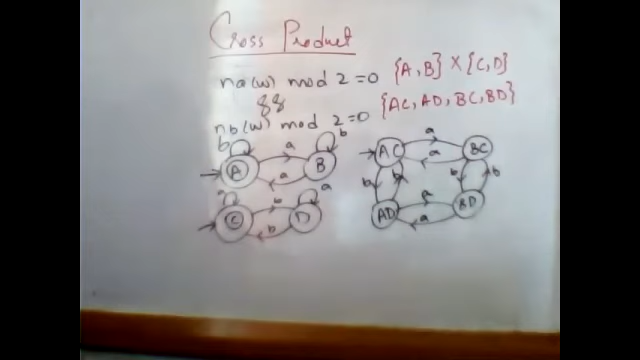 Cross Product
na(w) mod 2 = 0 {A, B} X {C, D}
&& {AC, AD, BC, BD}
nb(w) mod 2 = 0
b b
A a B AC a BC
a a
b b b b
a a
C b D AD a BD
b a